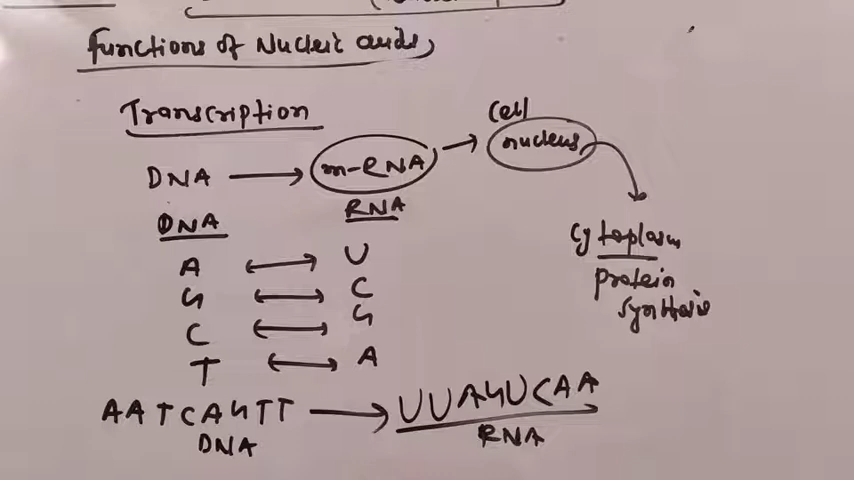 Functions of Nucleic acids,
Transcription
DNA → m-RNA → cell nucleus
cytoplasm
protein
synthesis
DNA RNA
A ↔ U
G ↔ C
C ↔ G
T ↔ A
AATCAGTT → UUAGUCAA
DNA RNA